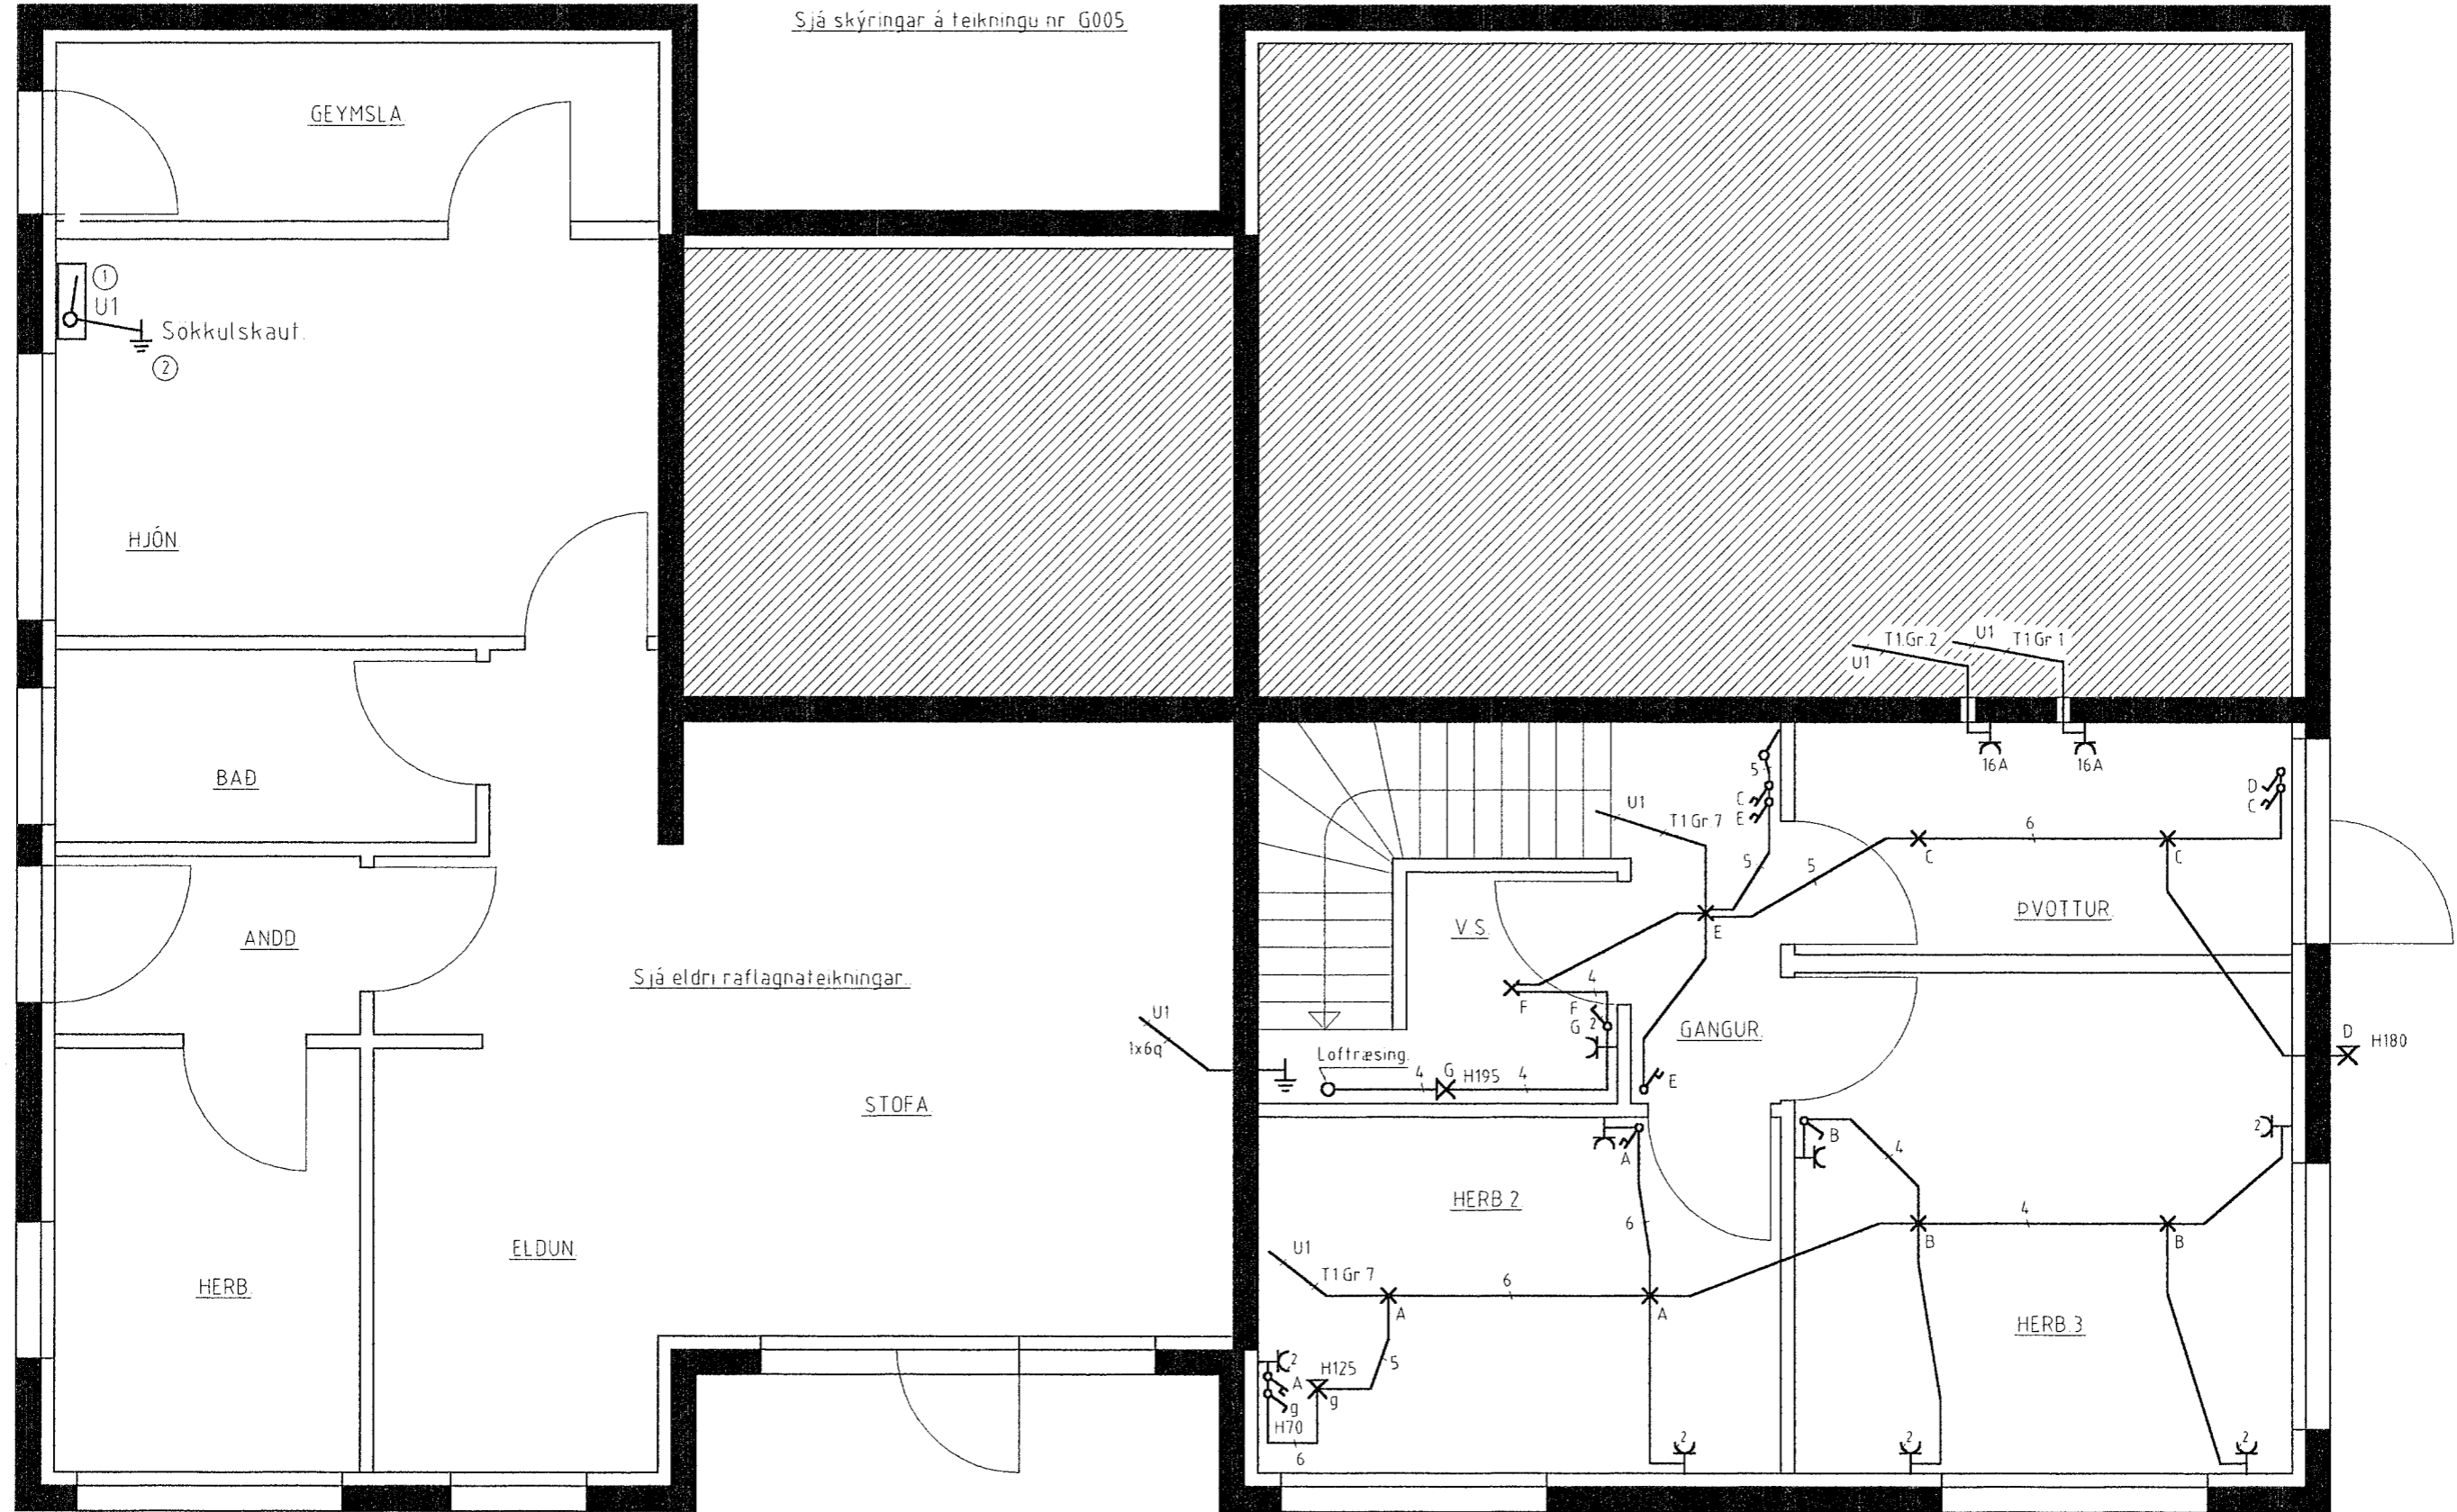 Sjá skýringar á teikningu nr. G005
GEYMSLA
1
U1
Sökkulskaut.
2
HJÓN
BAÐ
ANDD
HERB.
ELDUN.
STOFA
Sjá eldri raflagnateikningar..
U1
1x6q
T1.Gr.2
U1
U1
T1 Gr 1
16A
16A
5
C
E
U1
T1 Gr. 7
5
5
C
6
C
D
C
ÞVOTTUR.
V.S.
E
F
4
F
G
2
GANGUR.
E
Loftræsing.
4
G
H195
4
D
H180
A
B
4
2
HERB.2
6
4
B
B
U1
T1 Gr 7
A
6
A
HERB.3
2
A
g
H70
6
H125
g
5
2
2
2